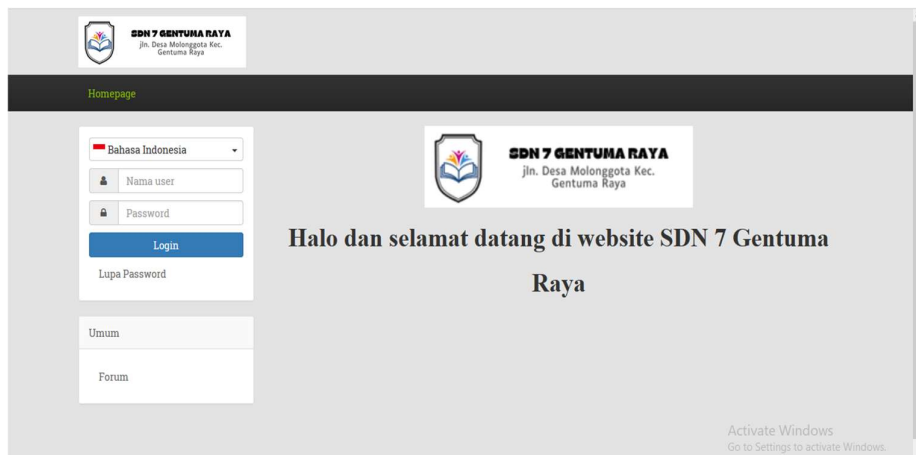 SDN 7 GENTUMA RAYA
jln. Desa Molonggota Kec.
Gentuma Raya
Homepage
Bahasa Indonesia
Nama user
Password
Login
Lupa Password
Umum
Forum
SDN 7 GENTUMA RAYA
jln. Desa Molonggota Kec.
Gentuma Raya
Halo dan selamat datang di website SDN 7 Gentuma
Raya
Activate Windows
Go to Settings to activate Windows.